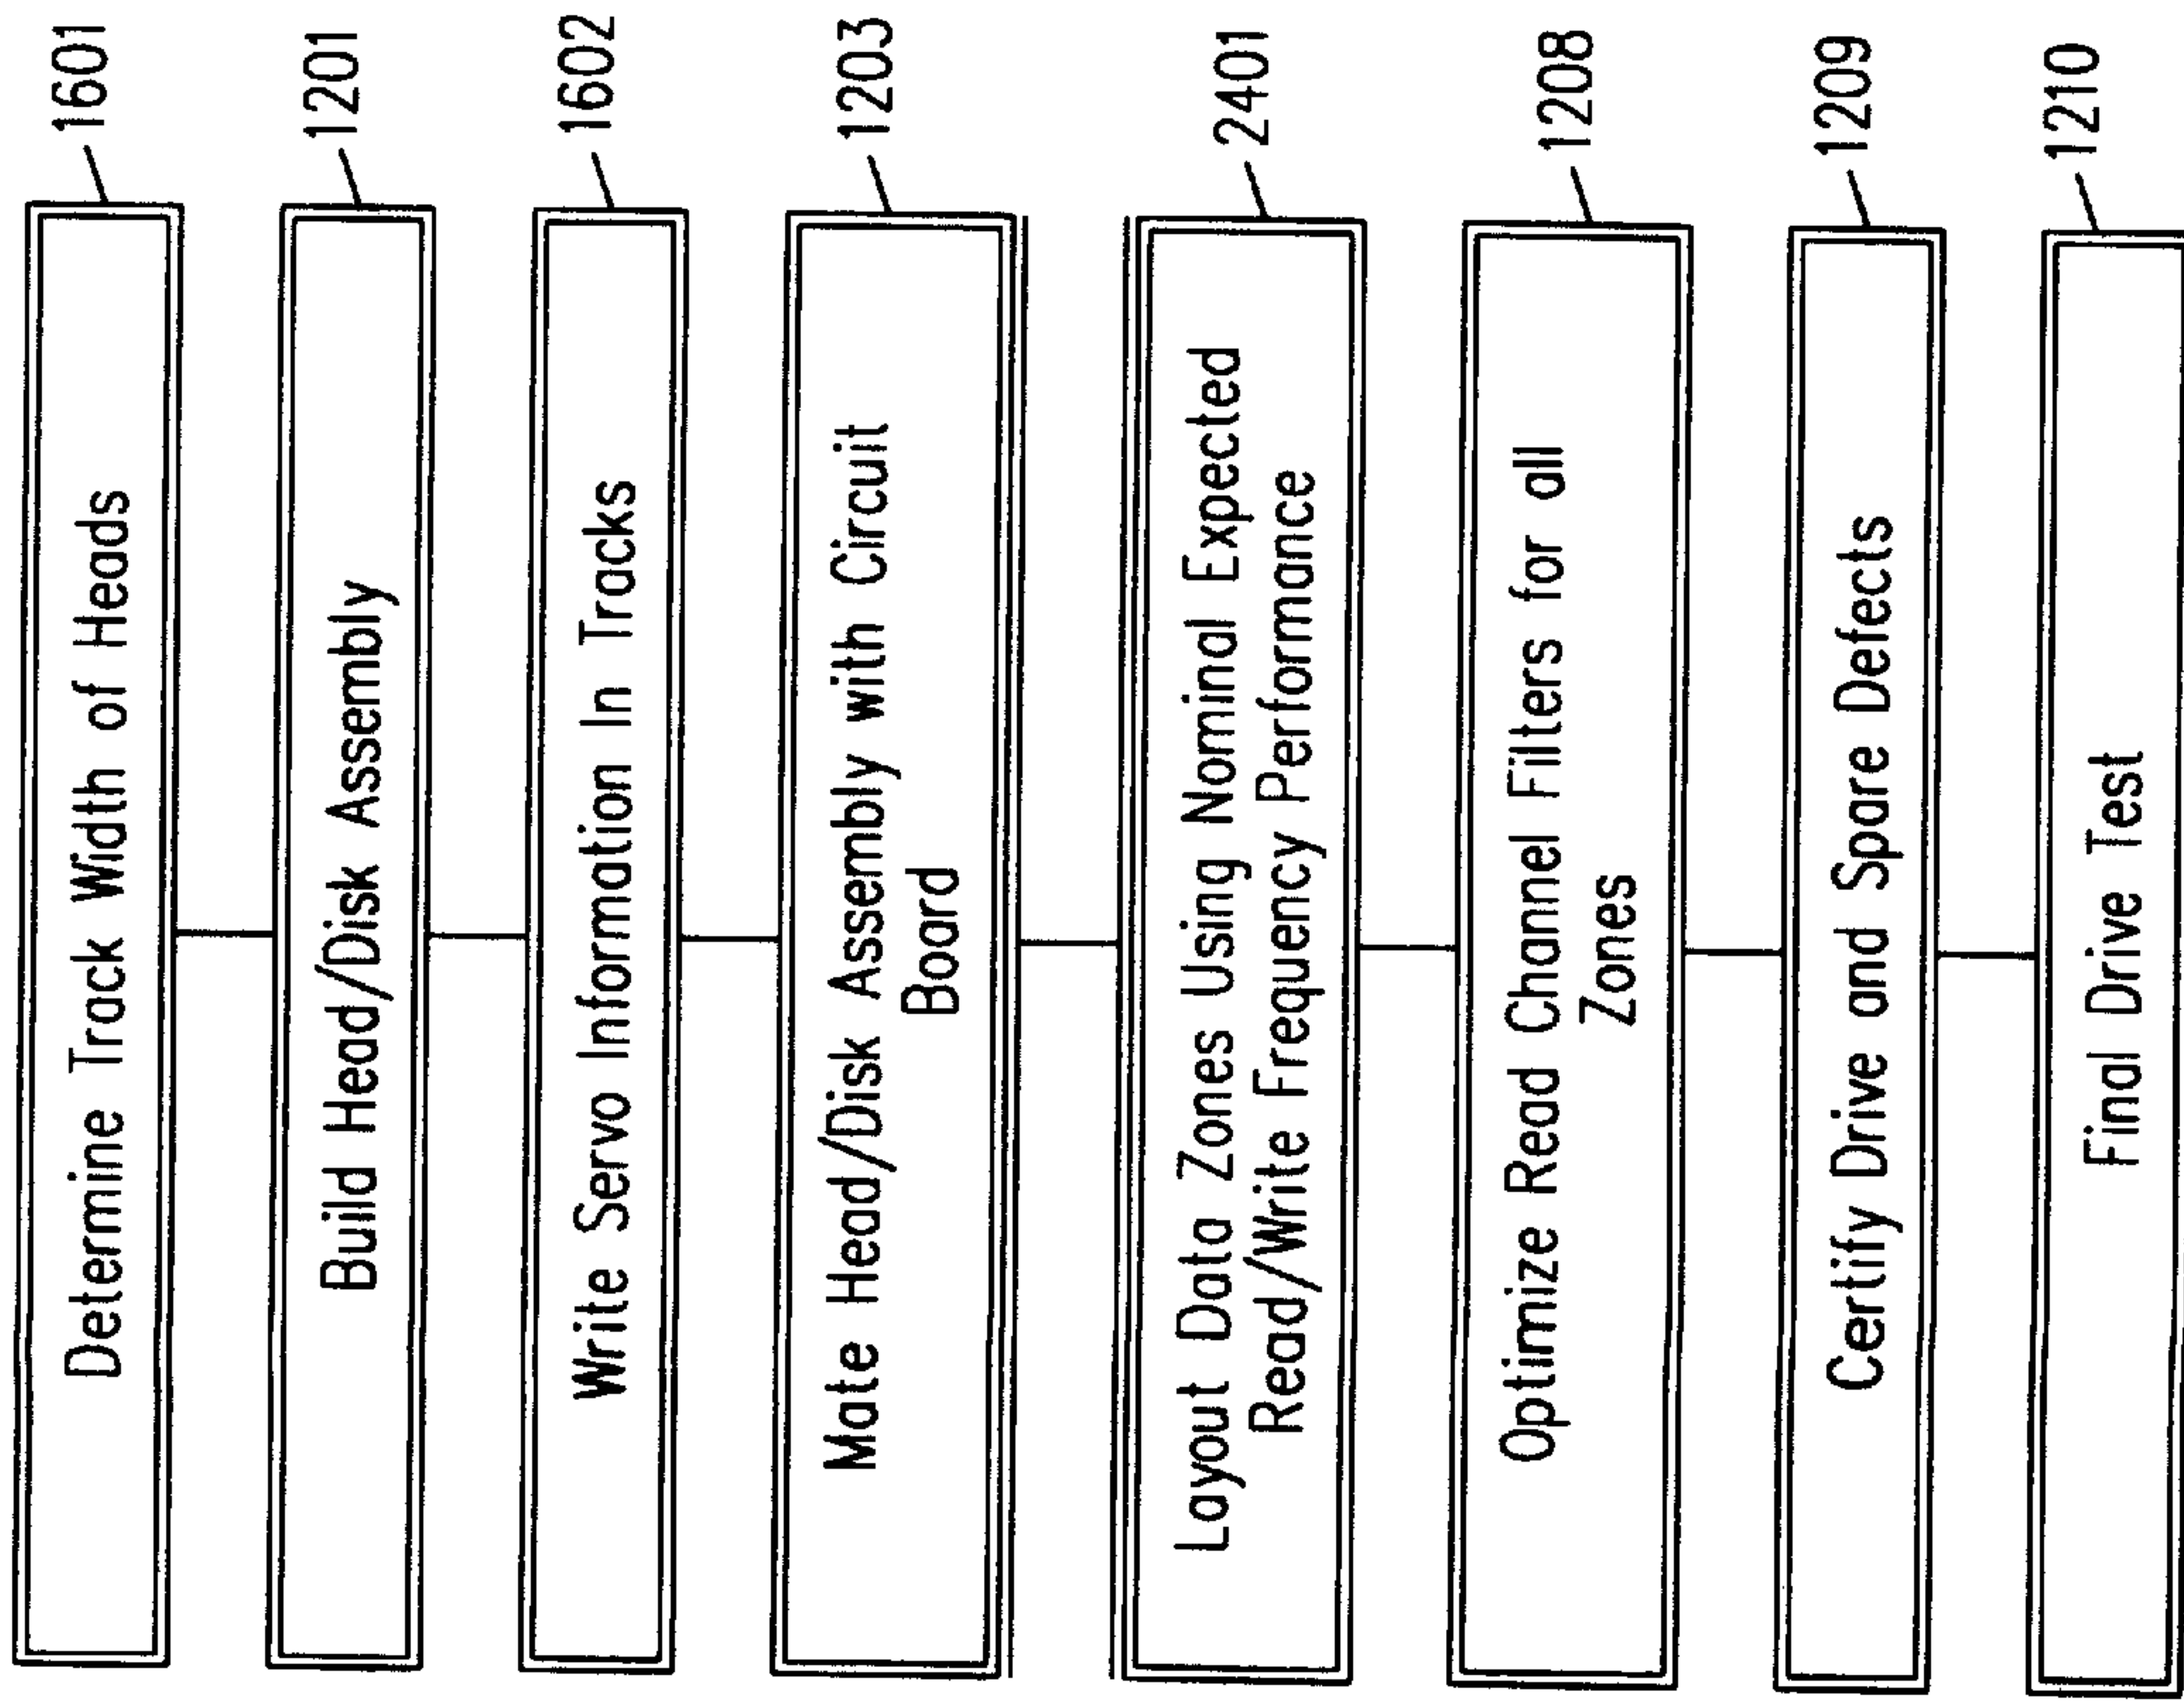 Determine Track Width of Heads
1601
Build Head/Disk Assembly
1201
Write Servo Information In Tracks
1602
Mate Head/Disk Assembly with Circuit
Board
1203
Layout Data Zones Using Nominal Expected
Read/Write Frequency Performance
2401
Optimize Read Channel Filters for all
Zones
1208
Certify Drive and Spare Defects
1209
Final Drive Test
1210